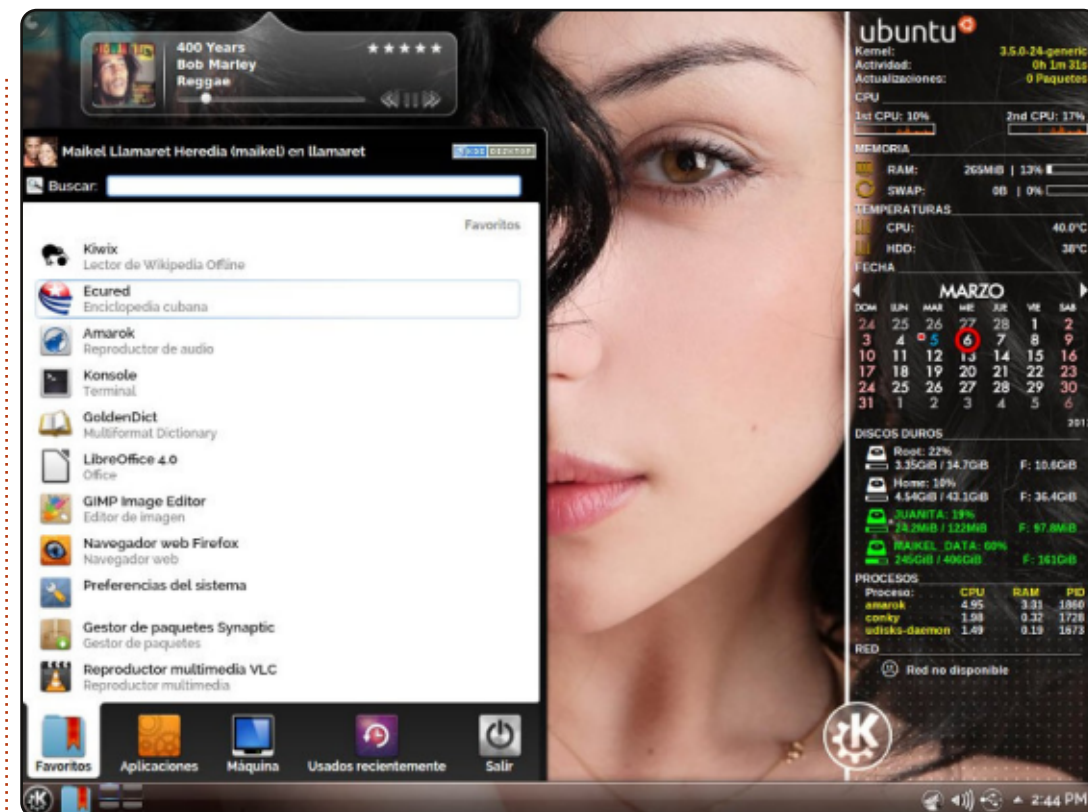 400 Years
Bob Marley
Reggae
Maikel Llamaret Heredia (maikel) en llamaret
KDE DESKTOP
Buscar:
Favoritos
Kiwix
Lector de Wikipedia Offline
Ecured
Enciclopedia cubana
Amarok
Reproductor de audio
Konsole
Terminal
GoldenDict
Multiformat Dictionary
LibreOffice 4.0
Office
GIMP Image Editor
Editor de imagen
Navegador web Firefox
Navegador web
Preferencias del sistema
Gestor de paquetes Synaptic
Gestor de paquetes
Reproductor multimedia VLC
Reproductor multimedia
Favoritos Aplicaciones Máquina Usados recientemente Salir
ubuntu
Kernel: 3.5.0-24-generic
Actividad: 0h 1m 31s
Actualizaciones: 0 Paquetes
CPU
1st CPU: 10% 2nd CPU: 17%
MEMORIA
RAM: 265MiB | 13%
SWAP: 0B | 0%
TEMPERATURAS
CPU: 40.0°C
HDD: 38°C
FECHA
MARZO
DOM LUN MAR MIE JUE VIE SAB
24 25 26 27 28 1 2
3 4 5 6 7 8 9
10 11 12 13 14 15 16
17 18 19 20 21 22 23
24 25 26 27 28 29 30
31 1 2 3 4 5 6
DISCOS DUROS
Root: 22%
3.35GiB / 14.7GiB F: 10.6GiB
Home: 10%
4.54GiB / 43.1GiB F: 36.4GiB
JUANITA: 19%
24.2MiB / 122MiB F: 97.8MiB
MAIKEL_DATA: 60%
245GiB / 406GiB F: 161GiB
PROCESOS
Proceso: CPU RAM PID
amarok 4.95 3.31 1860
conky 1.98 0.32 1728
udisks-daemon 1.49 0.19 1673
RED
Red no disponible
2:44 PM